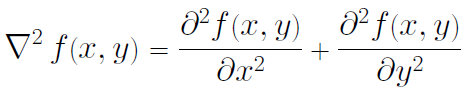 ∇² f(x, y) = ∂²f(x, y)/∂x² + ∂²f(x, y)/∂y²